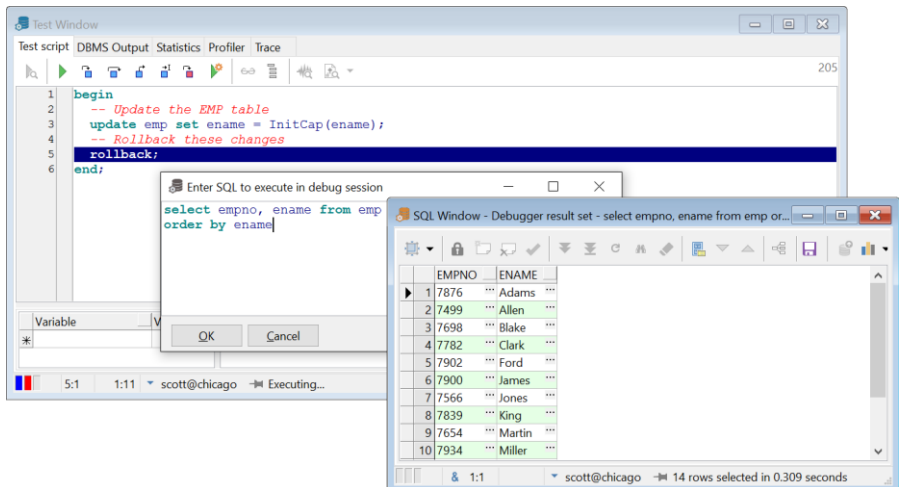 Test Window
Test script DBMS Output Statistics Profiler Trace
205
1 begin
2 -- Update the EMP table
3 update emp set ename = InitCap(ename);
4 -- Rollback these changes
5 rollback;
6 end;
Enter SQL to execute in debug session
select empno, ename from emp
order by ename
OK Cancel
Variable V
5:1 1:11 scott@chicago Executing...
SQL Window - Debugger result set - select empno, ename from emp or...
EMPNO ENAME
1 7876 ... Adams ...
2 7499 ... Allen ...
3 7698 ... Blake ...
4 7782 ... Clark ...
5 7902 ... Ford ...
6 7900 ... James ...
7 7566 ... Jones ...
8 7839 ... King ...
9 7654 ... Martin ...
10 7934 ... Miller ...
& 1:1 scott@chicago 14 rows selected in 0.309 seconds